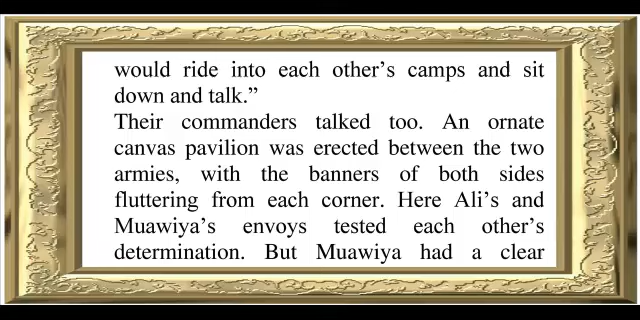 would ride into each other’s camps and sit
down and talk.”
Their commanders talked too. An ornate
canvas pavilion was erected between the two
armies, with the banners of both sides
fluttering from each corner. Here Ali’s and
Muawiya’s envoys tested each other’s
determination. But Muawiya had a clear